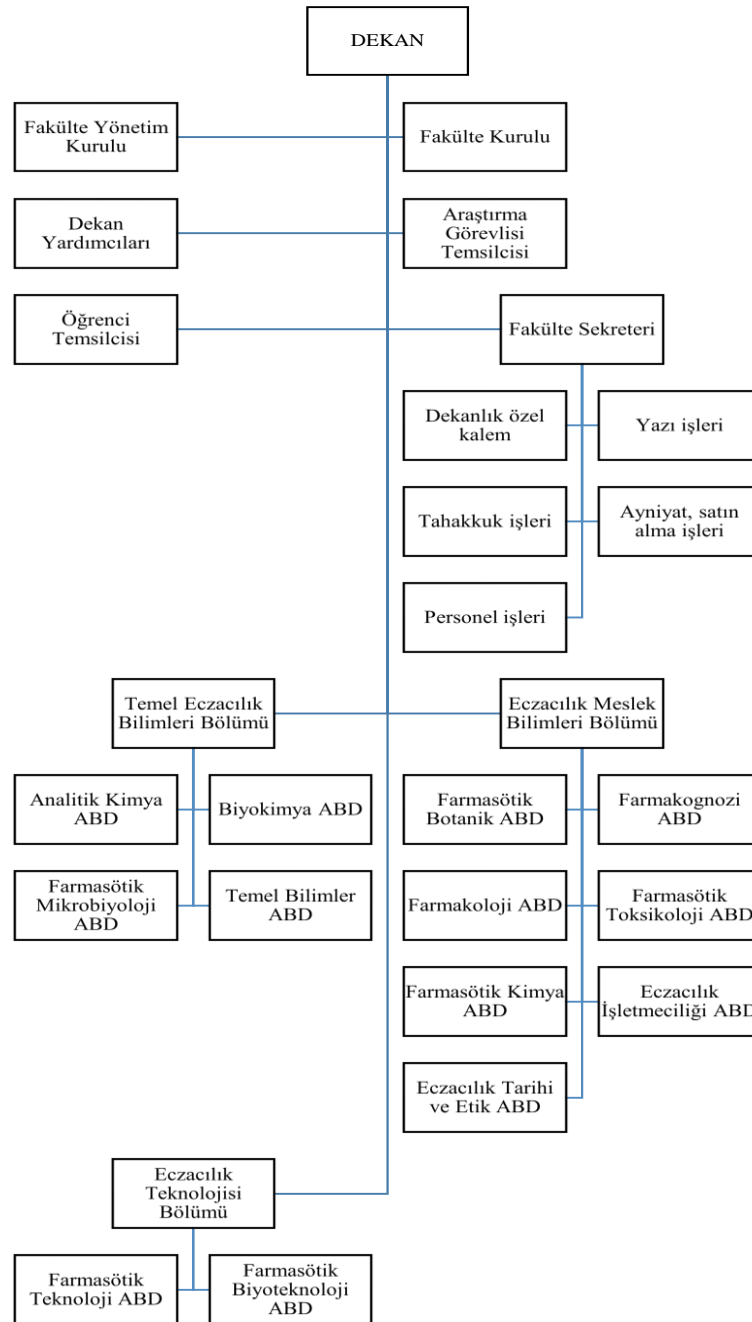 DEKAN
Fakülte Yönetim
Kurulu
Fakülte Kurulu
Dekan
Yardımcıları
Araştırma
Görevlisi
Temsilcisi
Öğrenci
Temsilcisi
Fakülte Sekreteri
Dekanlık özel
kalem
Yazı işleri
Tahakkuk işleri
Ayniyat, satın
alma işleri
Personel işleri
Temel Eczacılık
Bilimleri Bölümü
Eczacılık Meslek
Bilimleri Bölümü
Analitik Kimya
ABD
Biyokimya ABD
Farmasötik
Botanik ABD
Farmakognozi
ABD
Farmasötik
Mikrobiyoloji
ABD
Temel Bilimler
ABD
Farmakoloji ABD
Farmasötik
Toksikoloji ABD
Farmasötik Kimya
ABD
Eczacılık
İşletmeciliği ABD
Eczacılık Tarihi
ve Etik ABD
Eczacılık
Teknolojisi
Bölümü
Farmasötik
Teknoloji ABD
Farmasötik
Biyoteknoloji
ABD